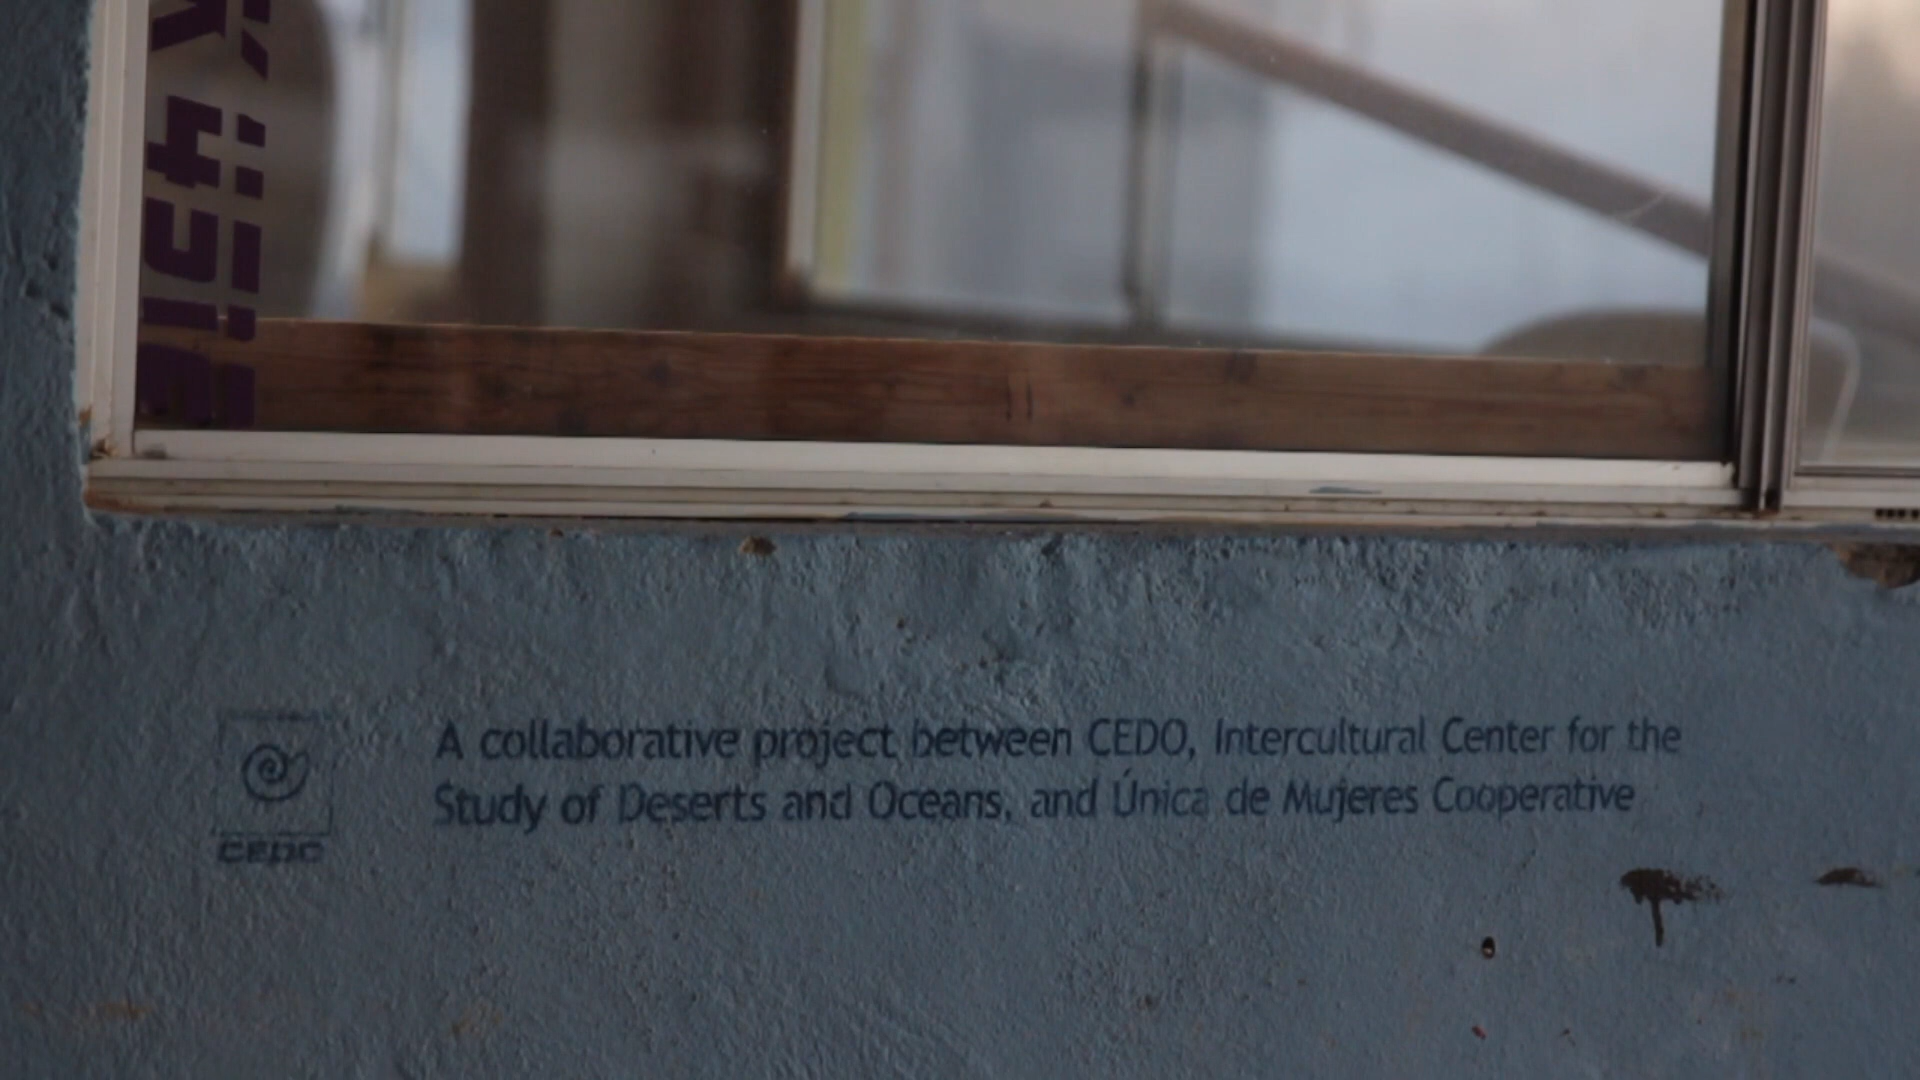 A collaborative project between CEDO, Intercultural Center for the
Study of Deserts and Oceans, and Única de Mujeres Cooperative
CEDO